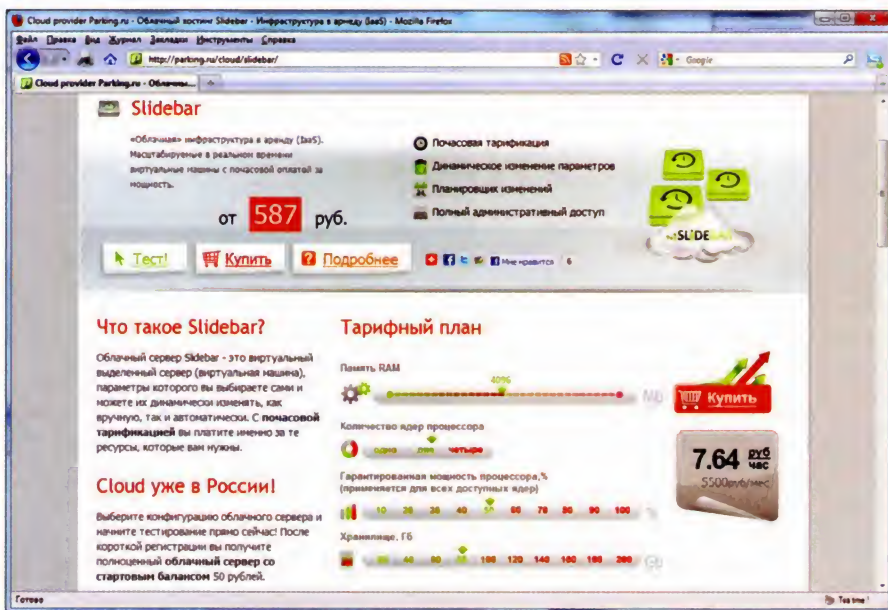 Cloud provider Parking.ru - Облачный хостинг Slidebar - Инфраструктура в аренду (IaaS) - Mozilla Firefox
Файл Правка Вид Журнал Закладки Инструменты Справка
http://parking.ru/cloud/slidebar/
Google
Cloud provider Parking.ru - Облачны...
Slidebar
«Облачная» инфраструктура в аренду (IaaS).
Масштабируемые в реальном времени
виртуальные машины с почасовой оплатой за
мощность.
от 587 руб.
Почасовая тарификация
Динамическое изменение параметров
Планировщик изменений
Полный административный доступ
SLIDEBAR
Тест!
Купить
Подробнее
Мне нравится 6
Что такое Slidebar?
Облачный сервер Slidebar - это виртуальный
выделенный сервер (виртуальная машина),
параметры которого вы выбираете сами и
можете их динамически изменять, как
вручную, так и автоматически. С почасовой
тарификацией вы платите именно за те
ресурсы, которые вам нужны.
Cloud уже в России!
Выберите конфигурацию облачного сервера и
начните тестирование прямо сейчас! После
короткой регистрации вы получите
полноценный облачный сервер со
стартовым балансом 50 рублей.
Тарифный план
Память RAM
40%
Mb
Количество ядер процессора
одно два четыре
Гарантированная мощность процессора,%
(применяется для всех доступных ядер)
10 20 30 40 50 60 70 80 90 100 %
Хранилище, Гб
20 40 60 80 100 120 140 160 180 200 Gb
Купить
7.64 руб час
5500руб/мес
Готово
Tea time!